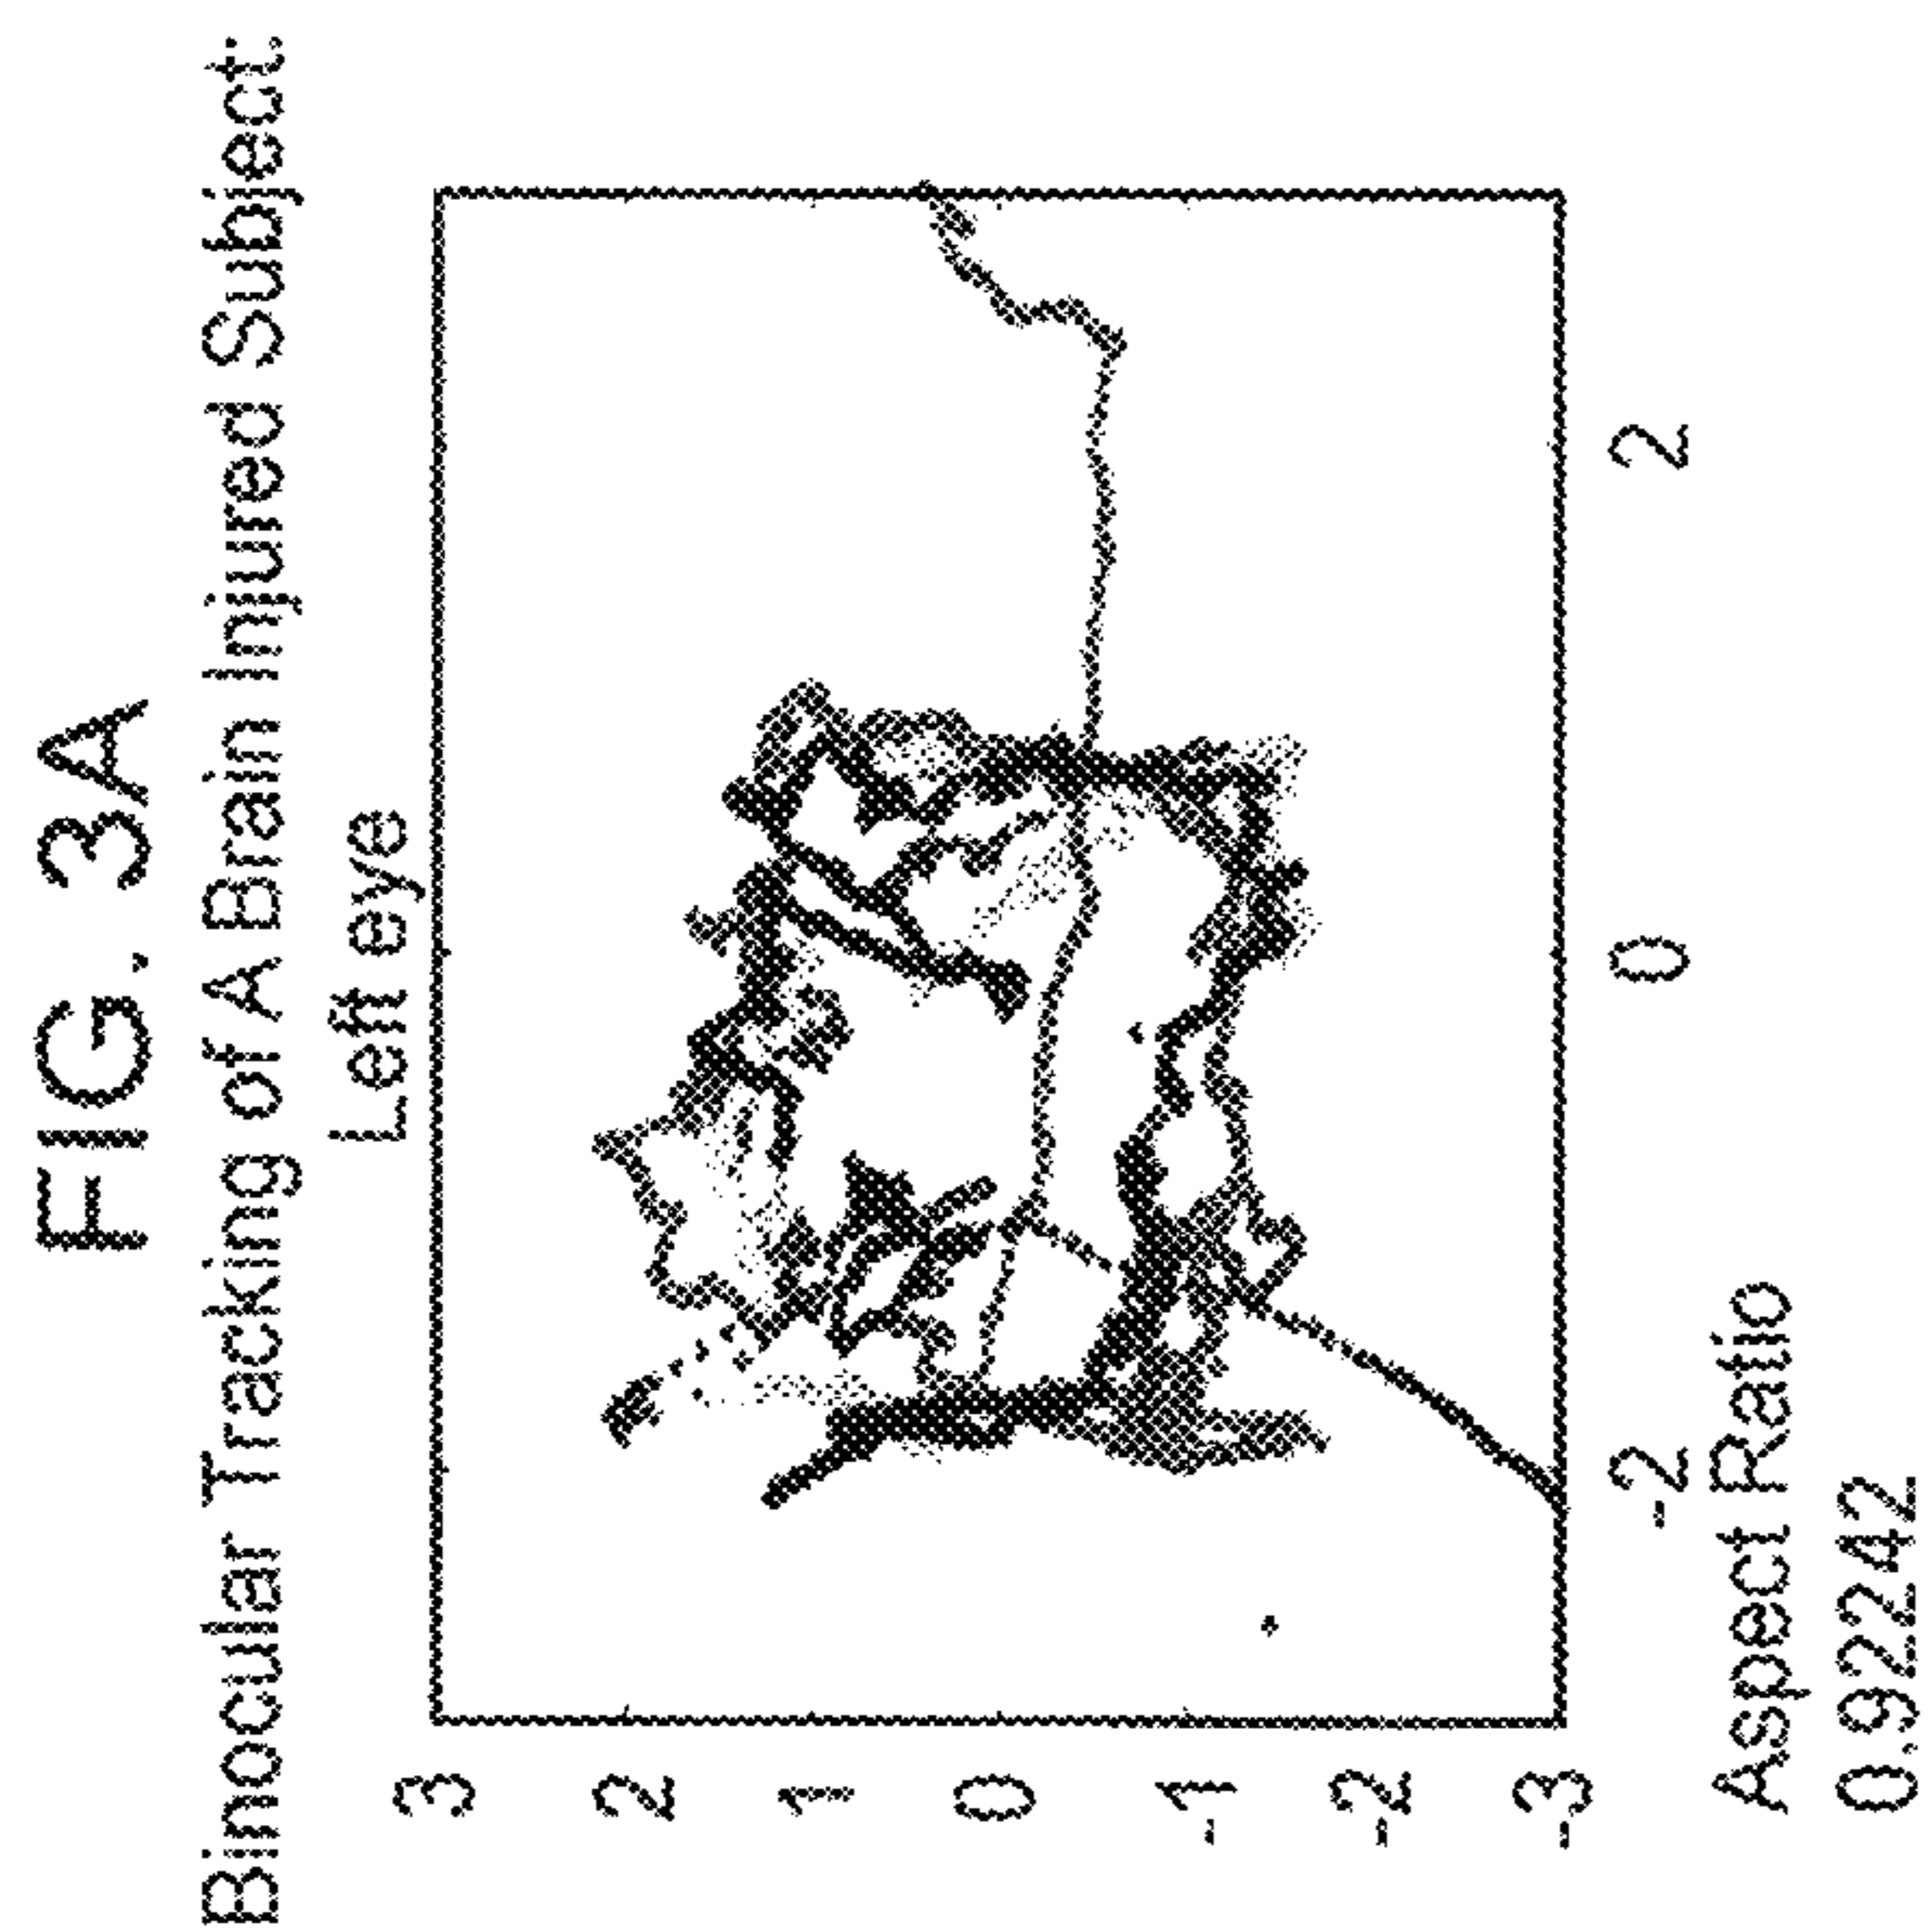 FIG. 3A
Binocular Tracking of A Brain Injured Subject:
Left eye
3
2
1
0
-1
-2
-3
-2 0 2
Aspect Ratio
0.92242